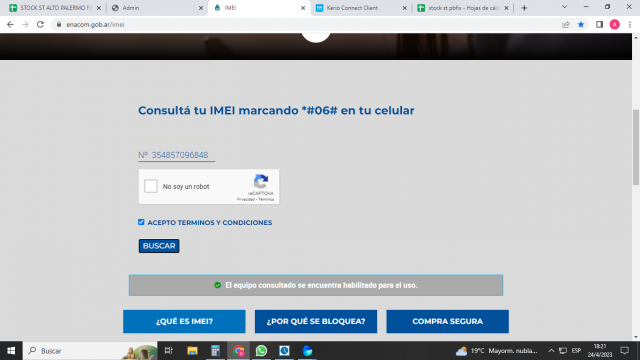 STOCK ST ALTO PALERMO F
Admin
IMEI
Kerio Connect Client
stock st pbfix - Hojas de cál
enacom.gob.ar/imei
A
Consultá tu IMEI marcando *#06# en tu celular
Nº 354857096848
No soy un robot
reCAPTCHA
Privacidad - Términos
ACEPTO TERMINOS Y CONDICIONES
BUSCAR
El equipo consultado se encuentra habilitado para el uso.
¿QUÉ ES IMEI?
¿POR QUÉ SE BLOQUEA?
COMPRA SEGURA
Buscar
19°C Mayorm. nubla...
ESP
18:21
24/4/2023